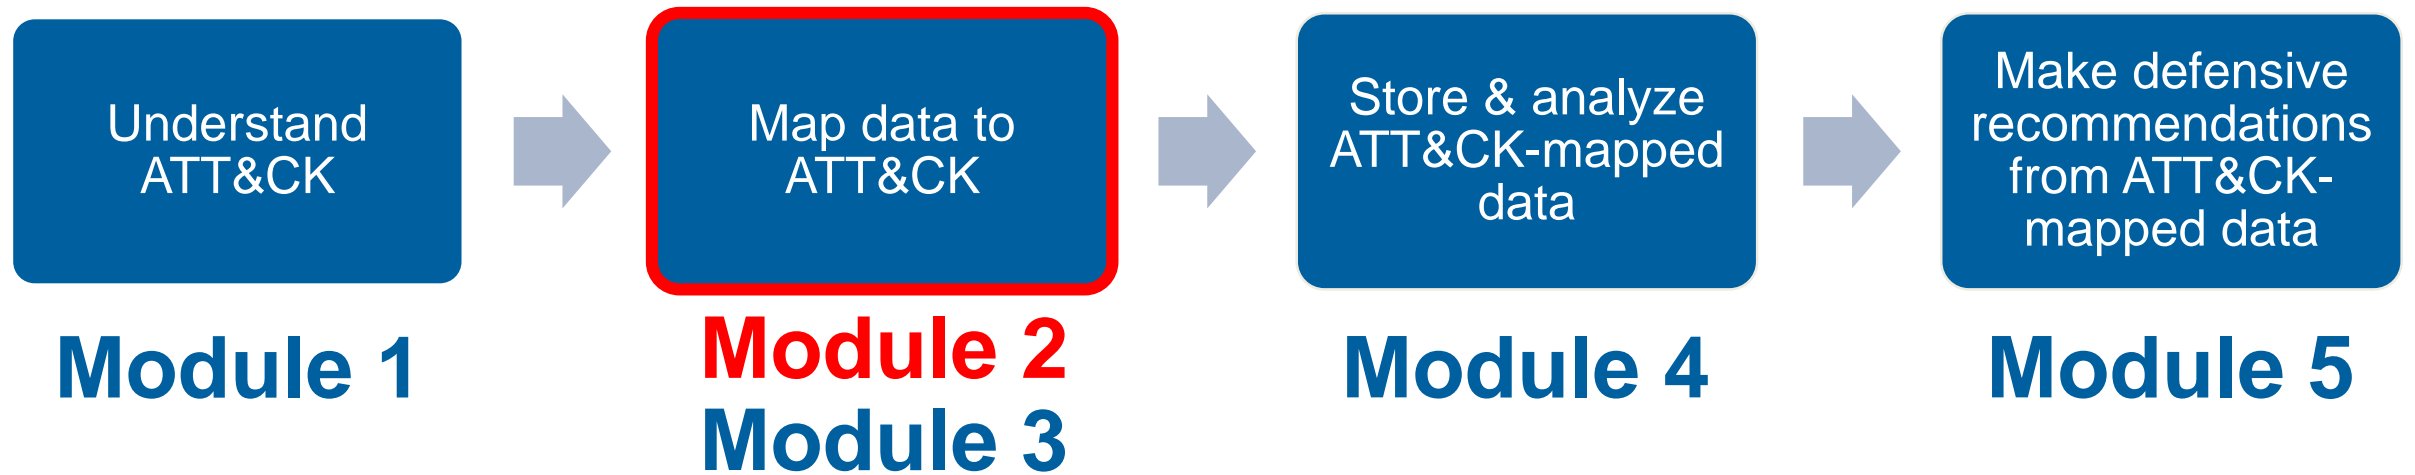 Understand
ATT&CK
Map data to
ATT&CK
Store & analyze
ATT&CK-mapped
data
Make defensive
recommendations
from ATT&CK-
mapped data
Module 1
Module 2
Module 3
Module 4
Module 5